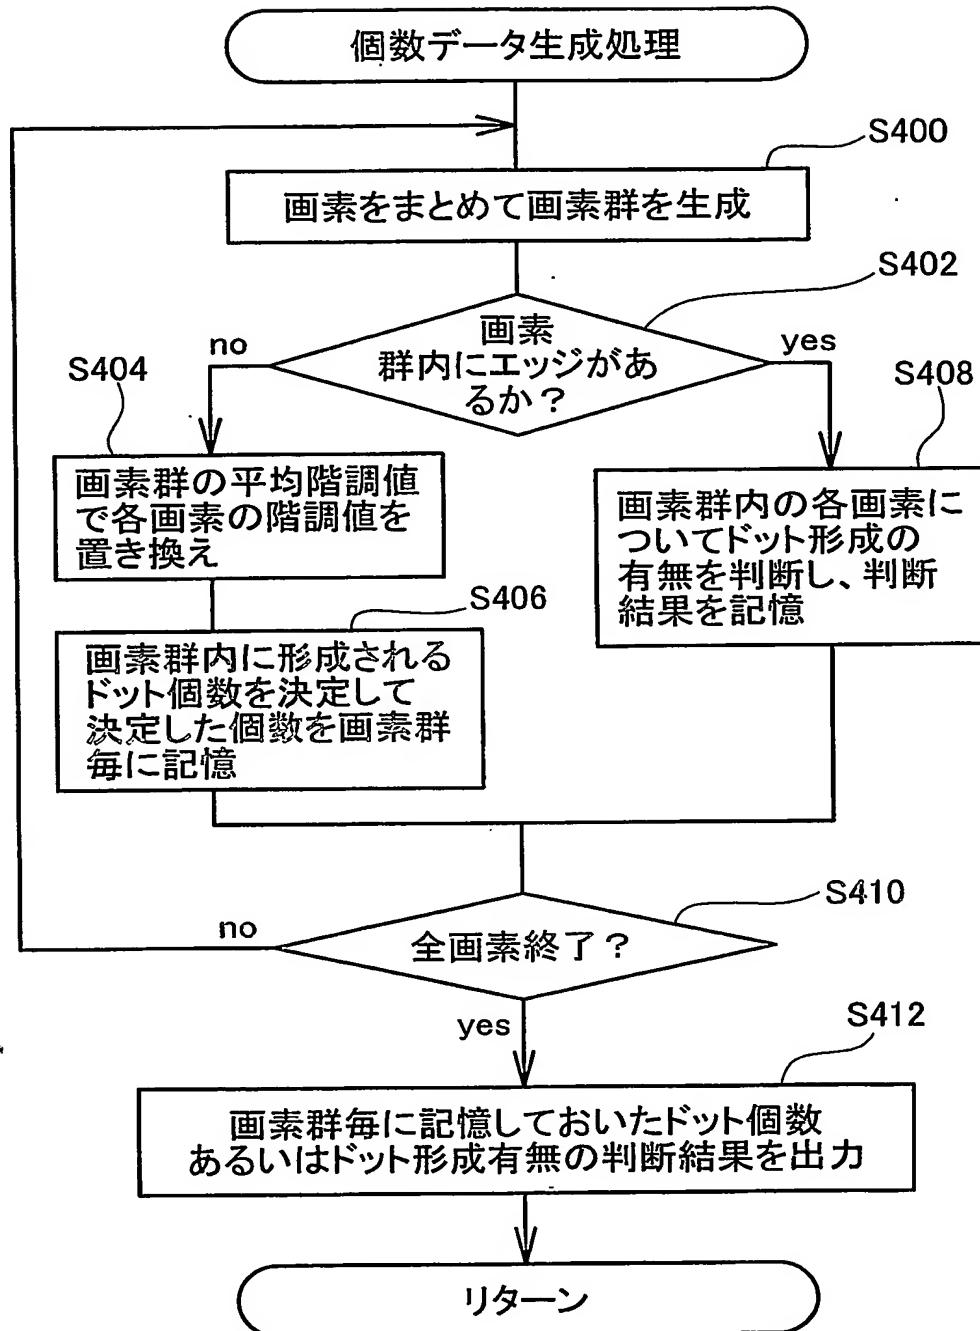 個数データ生成処理
S400
画素をまとめて画素群を生成
S402
画素
群内にエッジがあ
るか？
no
yes
S404
画素群の平均階調値
で各画素の階調値を
置き換え
S408
画素群内の各画素に
ついてドット形成の
有無を判断し、判断
結果を記憶
S406
画素群内に形成される
ドット個数を決定して
決定した個数を画素群
毎に記憶
S410
全画素終了？
no
yes
S412
画素群毎に記憶しておいたドット個数
あるいはドット形成有無の判断結果を出力
リターン